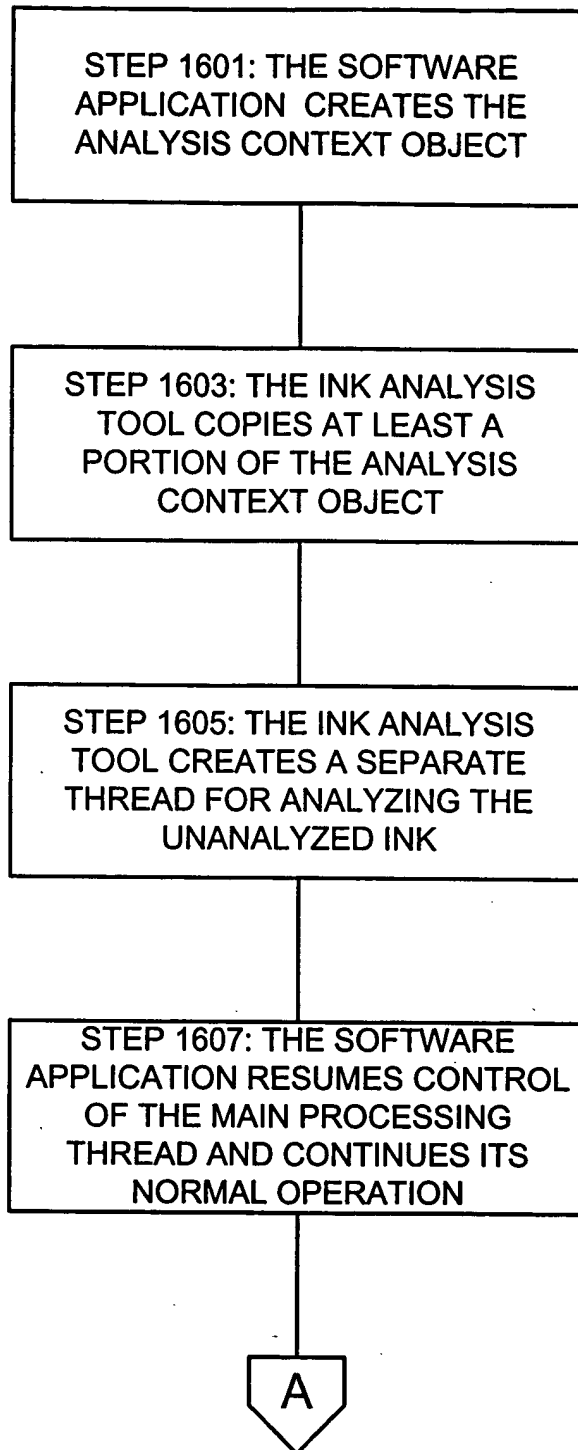 STEP 1601: THE SOFTWARE
APPLICATION CREATES THE
ANALYSIS CONTEXT OBJECT
STEP 1603: THE INK ANALYSIS
TOOL COPIES AT LEAST A
PORTION OF THE ANALYSIS
CONTEXT OBJECT
STEP 1605: THE INK ANALYSIS
TOOL CREATES A SEPARATE
THREAD FOR ANALYZING THE
UNANALYZED INK
STEP 1607: THE SOFTWARE
APPLICATION RESUMES CONTROL
OF THE MAIN PROCESSING
THREAD AND CONTINUES ITS
NORMAL OPERATION
A